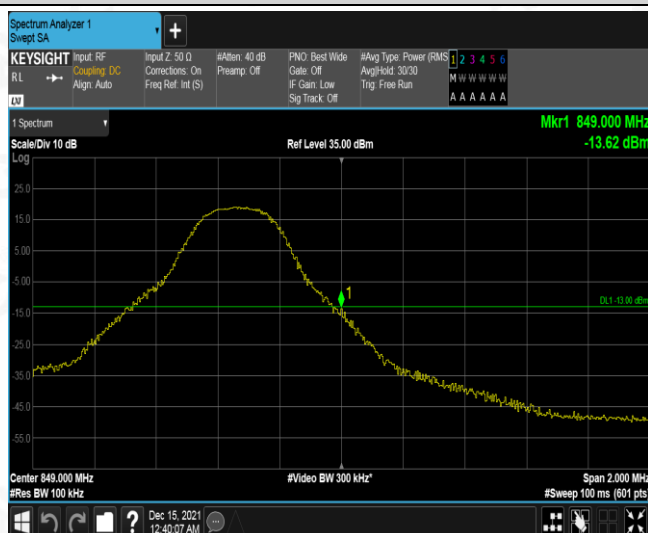 Spectrum Analyzer 1
Swept SA
+
KEYSIGHT
RL
Input: RF
Coupling: DC
Align: Auto
Input Z: 50 Ω
Corrections: On
Freq Ref: Int (S)
#Atten: 40 dB
Preamp: Off
PNO: Best Wide
Gate: Off
IF Gain: Low
Sig Track: Off
#Avg Type: Power (RMS
Avg|Hold: 30/30
Trig: Free Run
1 2 3 4 5 6
M W W W W W
A A A A A A
LXI
1 Spectrum
Scale/Div 10 dB
Ref Level 35.00 dBm
Mkr1 849.000 MHz
-13.62 dBm
Log
25.0
15.0
5.00
-5.00
1
DL1 -13.00 dBm
-15.0
-25.0
-35.0
-45.0
-55.0
Center 849.000 MHz
#Video BW 300 kHz*
Span 2.000 MHz
#Res BW 100 kHz
#Sweep 100 ms (601 pts)
?
Dec 15, 2021
12:40:07 AM